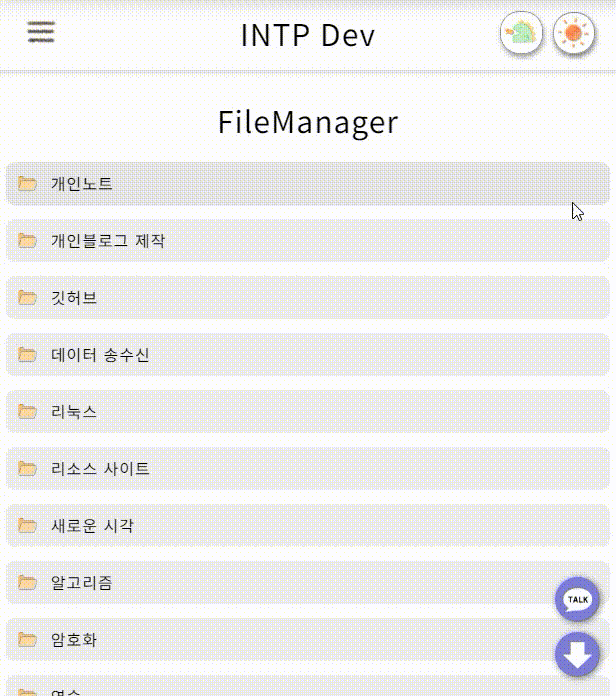 INTP Dev
FileManager
개인노트
개인블로그 제작
깃허브
데이터 송수신
리눅스
리소스 사이트
새로운 시각
알고리즘
암호화
TALK